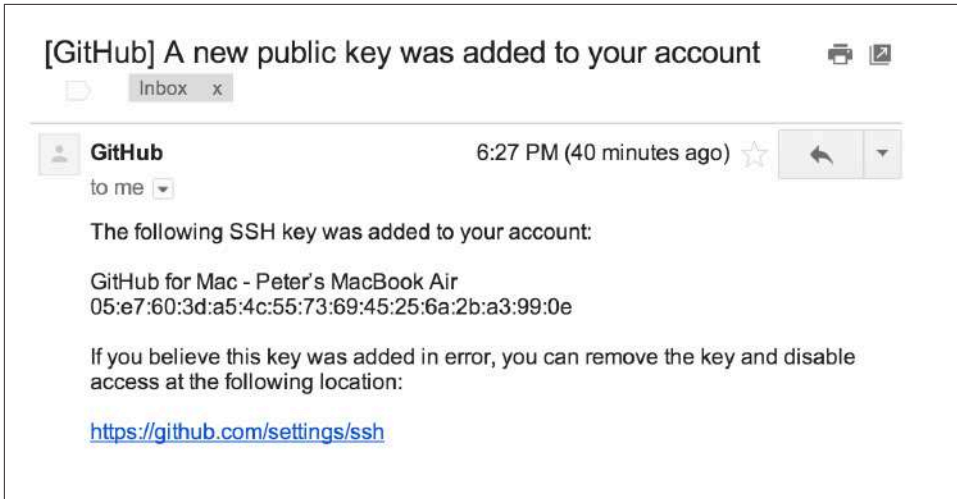 [GitHub] A new public key was added to your account
Inbox x
GitHub 6:27 PM (40 minutes ago)
to me
The following SSH key was added to your account:
GitHub for Mac - Peter's MacBook Air
05:e7:60:3d:a5:4c:55:73:69:45:25:6a:2b:a3:99:0e
If you believe this key was added in error, you can remove the key and disable
access at the following location:
https://github.com/settings/ssh